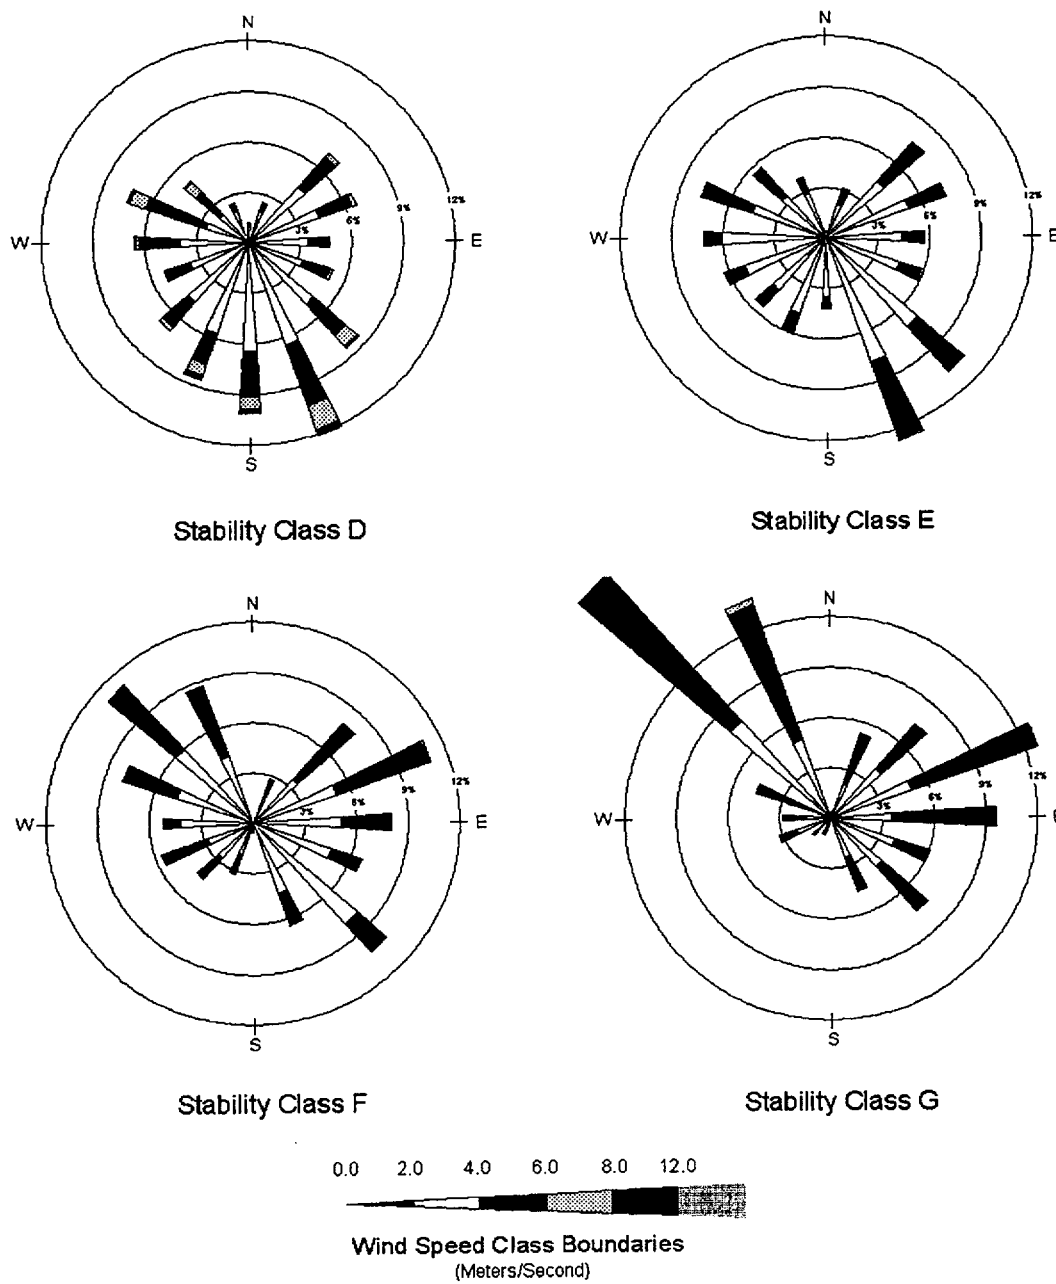 N
N
12%
9%
6%
3%
W
E
S
12%
9%
6%
3%
W
E
S
Stability Class D
Stability Class E
N
N
12%
9%
6%
3%
W
E
S
12%
9%
6%
3%
W
E
S
Stability Class F
Stability Class G
0.0 2.0 4.0 6.0 8.0 12.0
Wind Speed Class Boundaries
(Meters/Second)